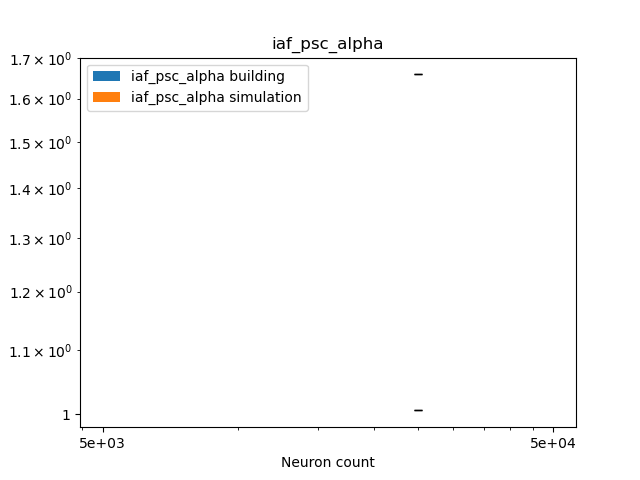 iaf_psc_alpha
1.7 × 10⁰
1.6 × 10⁰
1.5 × 10⁰
1.4 × 10⁰
1.3 × 10⁰
1.2 × 10⁰
1.1 × 10⁰
1
iaf_psc_alpha building
iaf_psc_alpha simulation
5e+03 5e+04
Neuron count